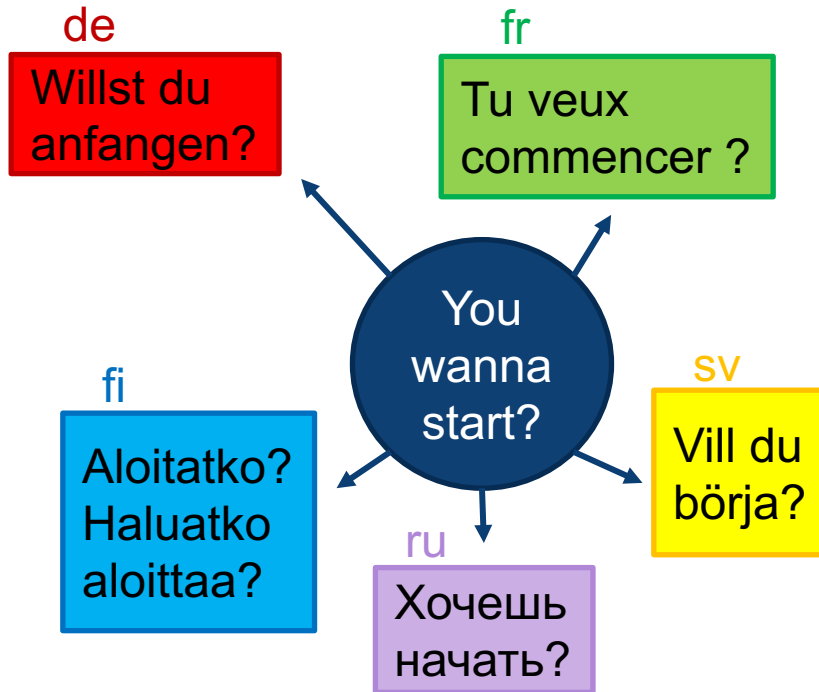 de
Willst du
anfangen?
fr
Tu veux
commencer ?
You
wanna
start?
fi
Aloitatko?
Haluatko
aloittaa?
sv
Vill du
börja?
ru
Хочешь
начать?